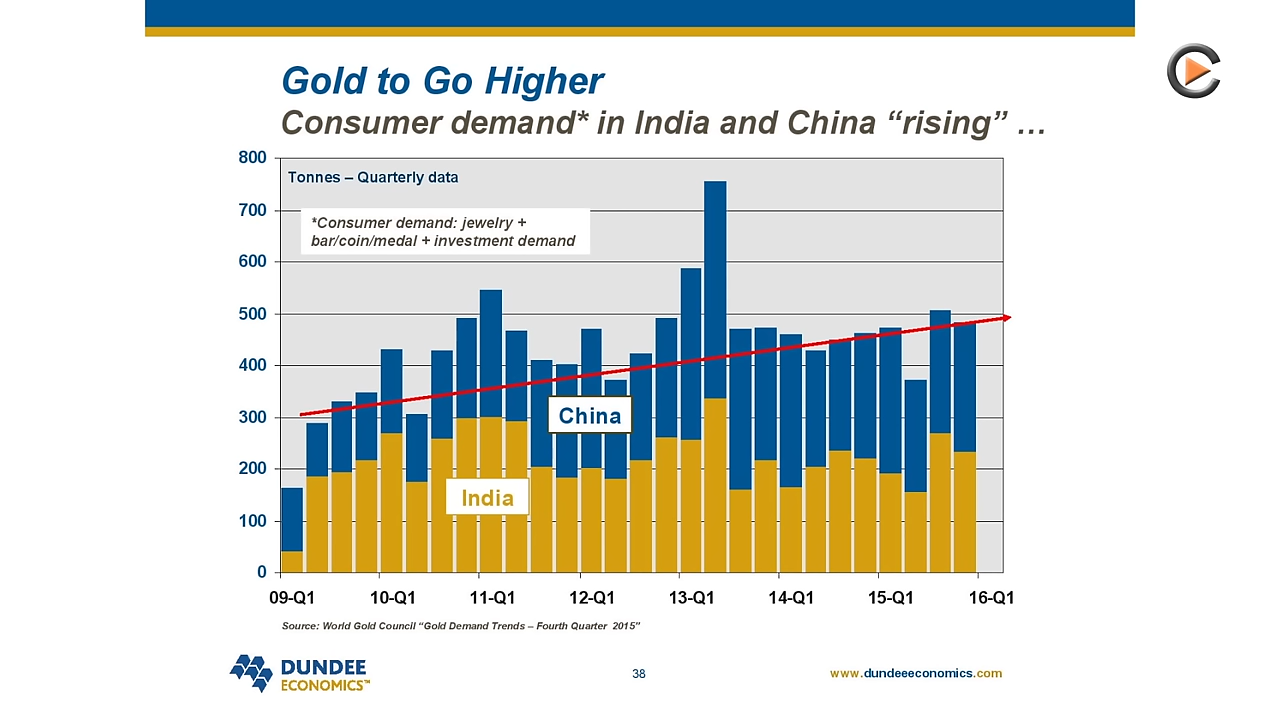 Gold to Go Higher
Consumer demand* in India and China “rising” …
800
Tonnes – Quarterly data
700
*Consumer demand: jewelry +
bar/coin/medal + investment demand
600
500
400
China
300
200
India
100
0
09-Q1 10-Q1 11-Q1 12-Q1 13-Q1 14-Q1 15-Q1 16-Q1
Source: World Gold Council “Gold Demand Trends – Fourth Quarter 2015”
DUNDEE
ECONOMICS™
38
www.dundeeeconomics.com